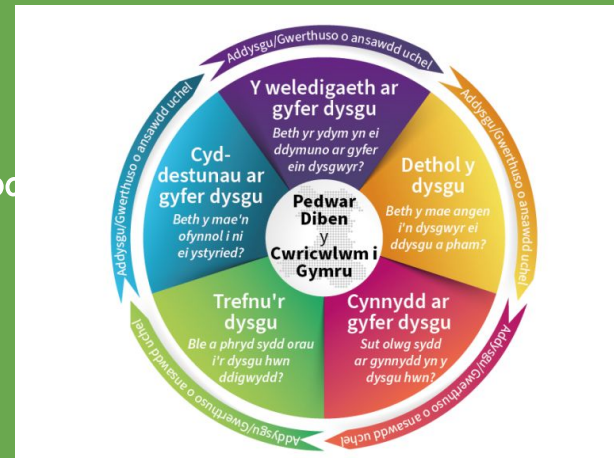 Addysgu/Gwerthuso o ansawdd uchel
Y weledigaeth ar
gyfer dysgu
Beth yr ydym yn ei
ddymuno ar gyfer
ein dysgwyr?
Addysgu/Gwerthuso o ansawdd uchel
Dethol y
dysgu
Beth y mae angen
i'n dysgwyr ei
ddysgu a pham?
Addysgu/Gwerthuso o ansawdd uchel
Cynnydd ar
gyfer dysgu
Sut olwg sydd
ar gynnydd yn y
dysgu hwn?
Addysgu/Gwerthuso o ansawdd uchel
Trefnu'r
dysgu
Ble a phryd sydd orau
i'r dysgu hwn
ddigwydd?
Addysgu/Gwerthuso o ansawdd uchel
Cyd-
destunau ar
gyfer dysgu
Beth y mae'n
ofynnol i ni
ei ystyried?
Pedwar
Diben
y
Cwricwlwm i
Gymru